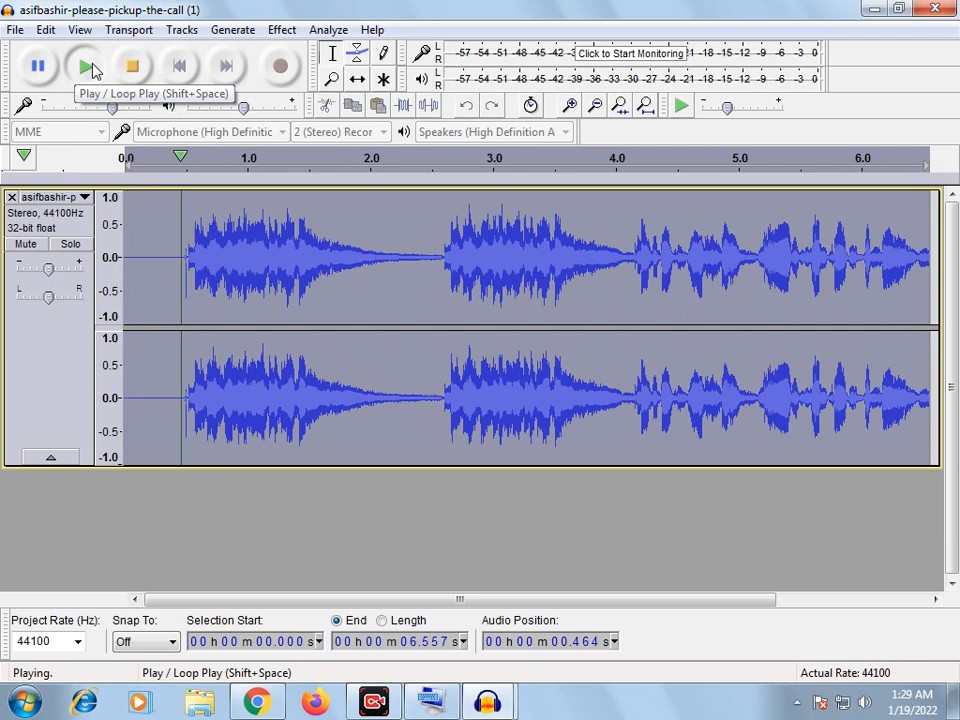 asifbashir-please-pickup-the-call (1)
File Edit View Transport Tracks Generate Effect Analyze Help
L
R
-57 -54 -51 -48 -45 -42 Click to Start Monitoring -18 -15 -12 -9 -6 -3 0
L
R
-57 -54 -51 -48 -45 -42 -39 -36 -33 -30 -27 -24 -21 -18 -15 -12 -9 -6 -3 0
Play / Loop Play (Shift+Space)
MME Microphone (High Definitic 2 (Stereo) Recor Speakers (High Definition A
0.0 1.0 2.0 3.0 4.0 5.0 6.0
asifbashir-p
Stereo, 44100Hz
32-bit float
Mute Solo
L R
1.0
0.5
0.0
-0.5
-1.0
1.0
0.5
0.0
-0.5
-1.0
Project Rate (Hz): Snap To: Selection Start: End Length Audio Position:
44100 Off 00 h 00 m 00.000 s 00 h 00 m 06.557 s 00 h 00 m 00.464 s
Playing. Play / Loop Play (Shift+Space) Actual Rate: 44100
1:29 AM
1/19/2022